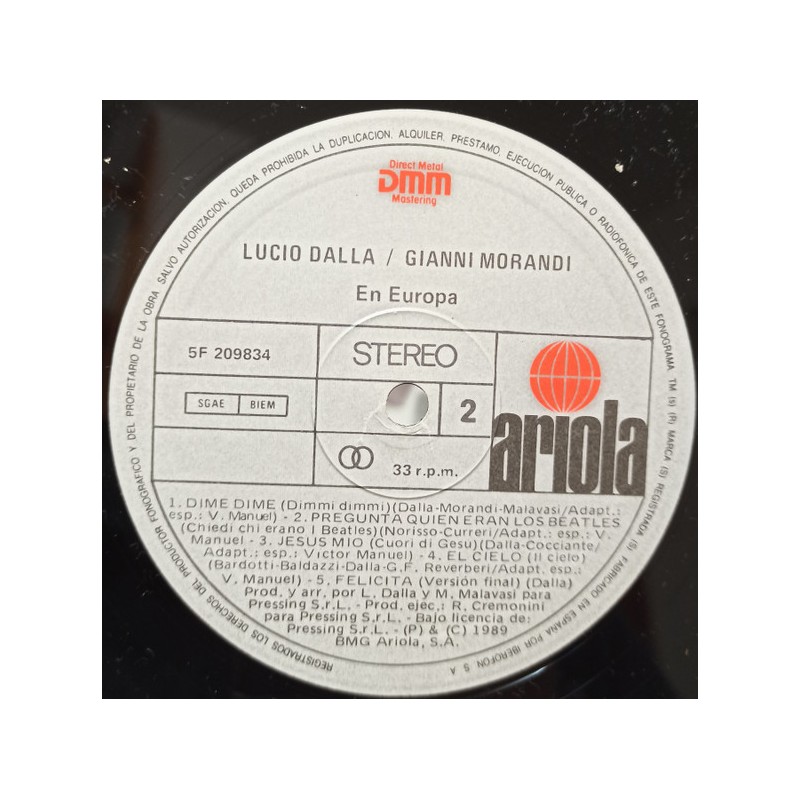 SALVO AUTORIZACION, QUEDA PROHIBIDA LA DUPLICACION, ALQUILER, PRESTAMO, EJECUCION PUBLICA O RADIOFONICA DE ESTE FONOGRAMA. TM (S) (R) MARCA (S) REGISTRADA (S) FABRICADO EN ESPAÑA POR IBEROFON S A
REGISTRADOS LOS DERECHOS DEL PRODUCTOR FONOGRAFICO Y DEL PROPIETARIO DE LA OBRA
Direct Metal
DMM
Mastering
LUCIO DALLA / GIANNI MORANDI
En Europa
5F 209834
STEREO
SGAE BIEM
2
33 r.p.m.
ariola
1. DIME DIME (Dimmi dimmi)(Dalla-Morandi-Malavasi/Adapt.:
esp.: V. Manuel) - 2. PREGUNTA QUIEN ERAN LOS BEATLES
(Chiedi chi erano I Beatles)(Norisso-Curreri/Adapt.: esp.: V.
Manuel - 3. JESUS MIO (Cuori di Gesu)(Dalla-Cocciante/
Adapt.: esp.: Victor Manuel) - 4. EL CIELO (Il cielo)
(Bardotti-Baldazzi-Dalla-G.F. Reverberi/Adapt. esp.:
V. Manuel) - 5. FELICITA (Versión final) (Dalla)
Prod. y arr. por L. Dalla y M. Malavasi para
Pressing S.r.L. - Prod. ejec.: R. Cremonini
para Pressing S.r.L. - Bajo licencia de:
Pressing S.r.L. - (P) & (C) 1989
BMG Ariola, S.A.